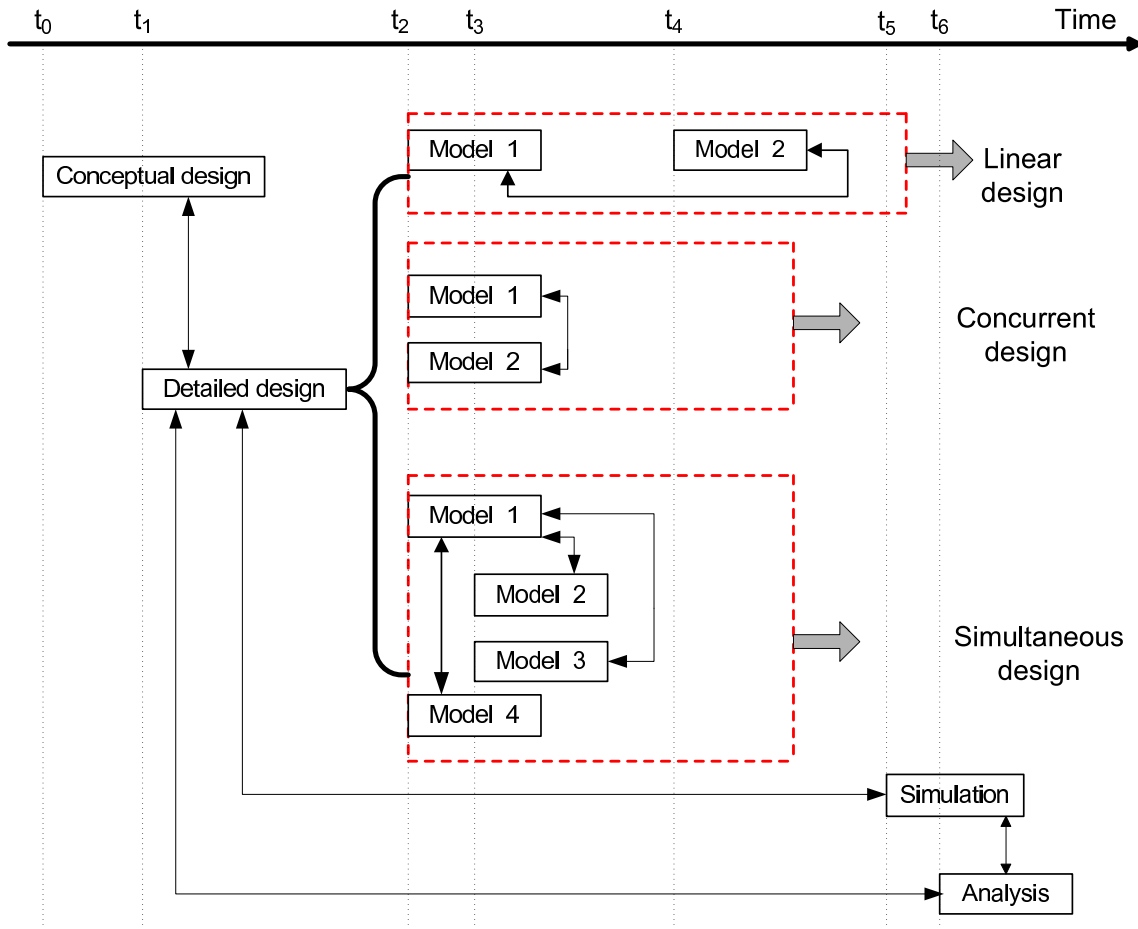 t0 t1 t2 t3 t4 t5 t6 Time
Model 1 Model 2
Linear
design
Conceptual design
Model 1
Concurrent
design
Model 2
Detailed design
Model 1
Model 2
Simultaneous
design
Model 3
Model 4
Simulation
Analysis